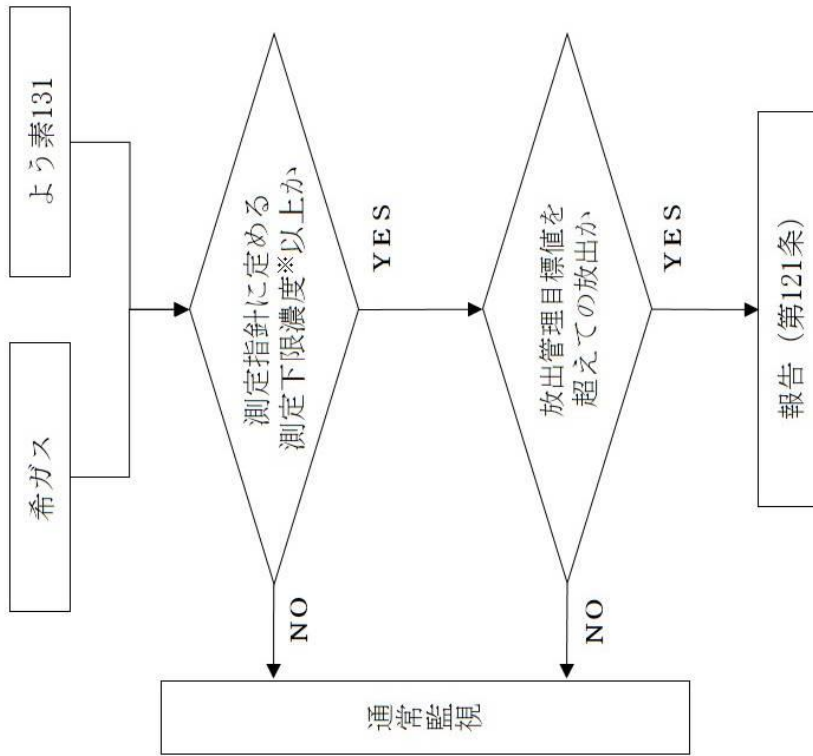 希ガス
よう素131
測定指針に定める
測定下限濃度※以上か
NO
YES
放出管理目標値を
超えての放出か
NO
YES
通常監視
報告（第121条）